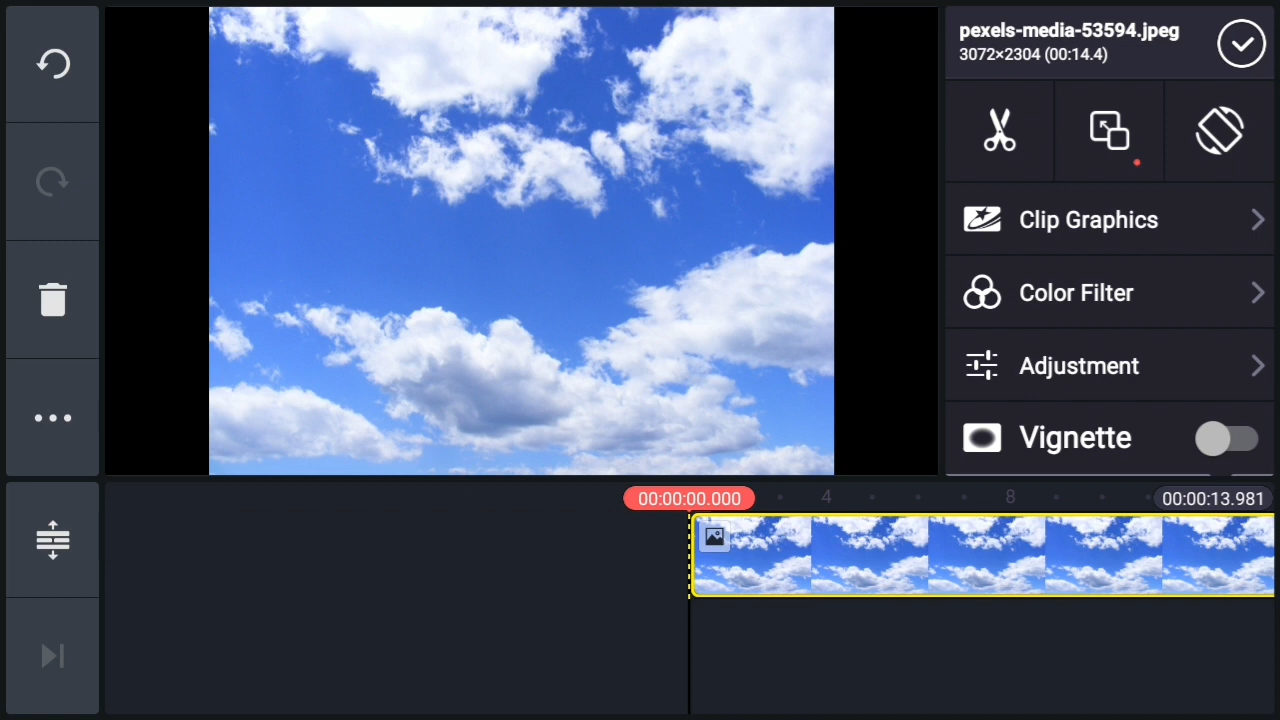 pexels-media-53594.jpeg
3072×2304 (00:14.4)
Clip Graphics
Color Filter
Adjustment
Vignette
00:00:00.000
4
8
00:00:13.981